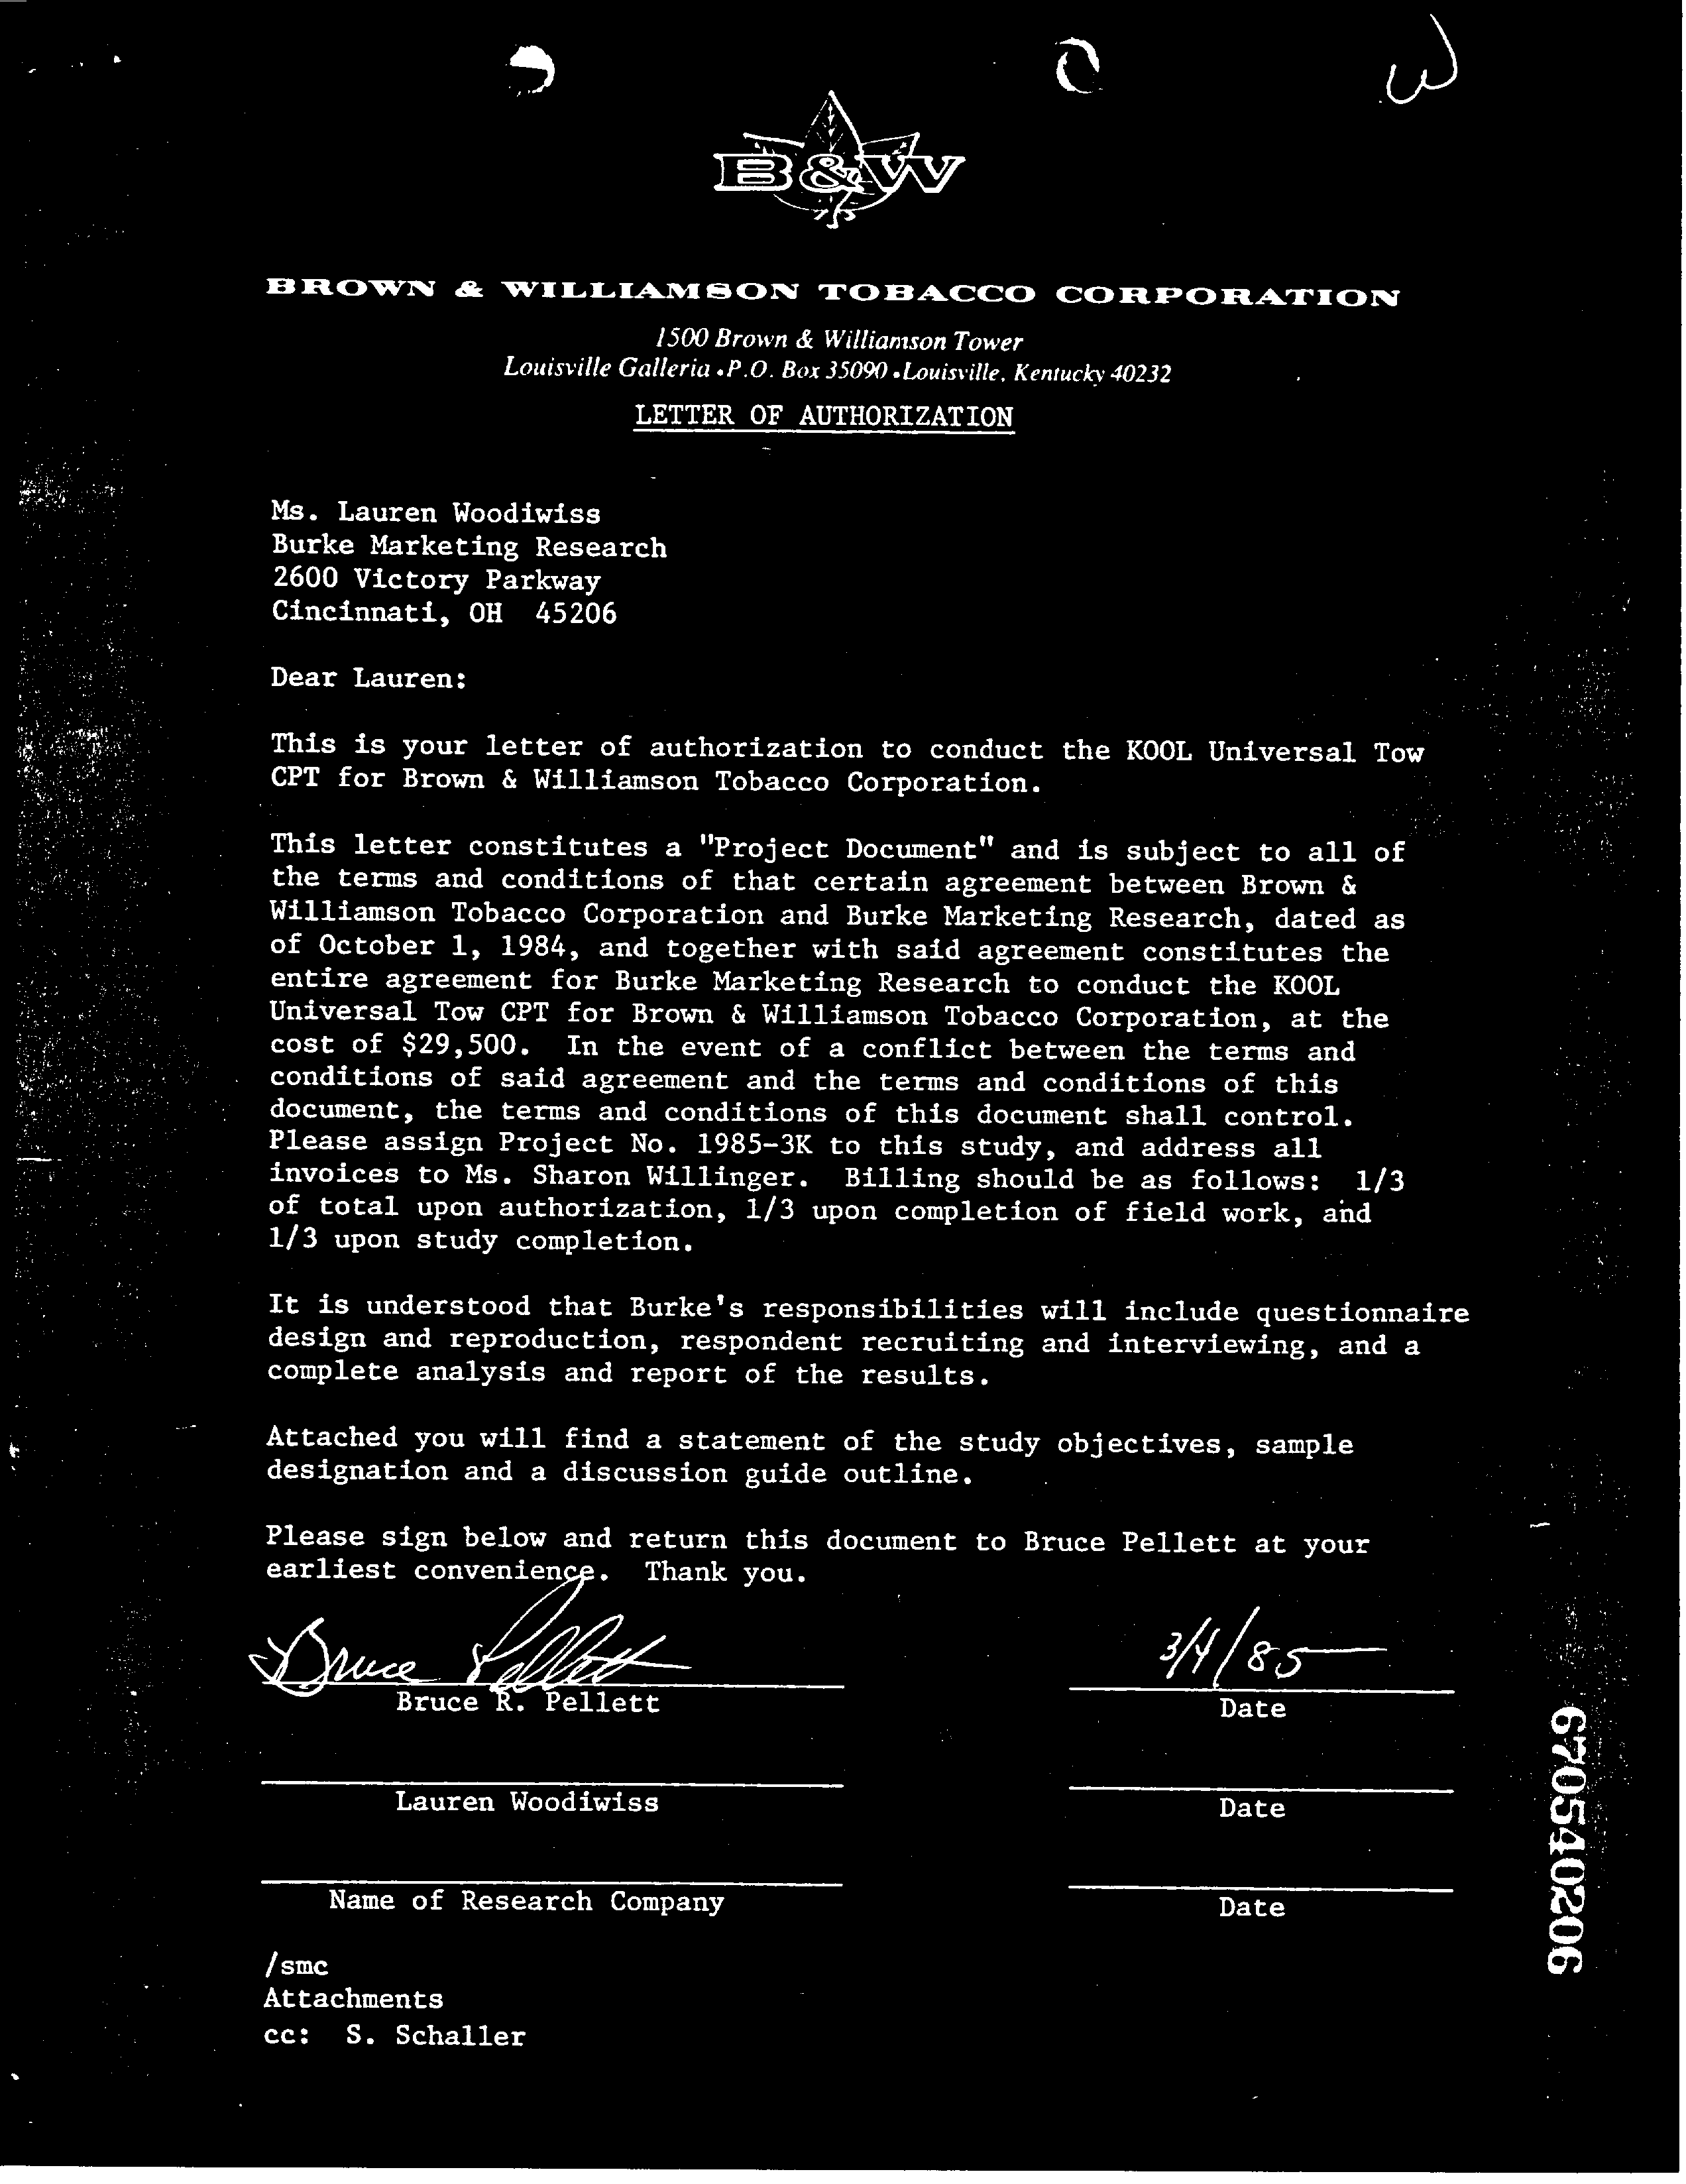 W
B&W
BROWN & WILLIAMSON TOBACCO CORPORATION
1500 Brown & Williamson Tower
Louisville Galleria • P.O. Box 35090 • Louisville, Kentucky 40232
LETTER OF AUTHORIZATION
Ms. Lauren Woodiwiss
Burke Marketing Research
2600 Victory Parkway
Cincinnati, OH 45206
Dear Lauren:
This is your letter of authorization to conduct the KOOL Universal Tow
CPT for Brown & Williamson Tobacco Corporation.
This letter constitutes a "Project Document" and is subject to all of
the terms and conditions of that certain agreement between Brown &
Williamson Tobacco Corporation and Burke Marketing Research, dated as
of October 1, 1984, and together with said agreement constitutes the
entire agreement for Burke Marketing Research to conduct the KOOL
Universal Tow CPT for Brown & Williamson Tobacco Corporation, at the
cost of $29,500. In the event of a conflict between the terms and
conditions of said agreement and the terms and conditions of this
document, the terms and conditions of this document shall control.
Please assign Project No. 1985-3K to this study, and address all
invoices to Ms. Sharon Willinger. Billing should be as follows: 1/3
of total upon authorization, 1/3 upon completion of field work, and
1/3 upon study completion.
It is understood that Burke's responsibilities will include questionnaire
design and reproduction, respondent recruiting and interviewing, and a
complete analysis and report of the results.
Attached you will find a statement of the study objectives, sample
designation and a discussion guide outline.
Please sign below and return this document to Bruce Pellett at your
earliest convenience. Thank you.
Bruce Pellett 3/4/85
Bruce R. Pellett Date
Lauren Woodiwiss Date
Name of Research Company Date
/smc
Attachments
cc: S. Schaller
670540206